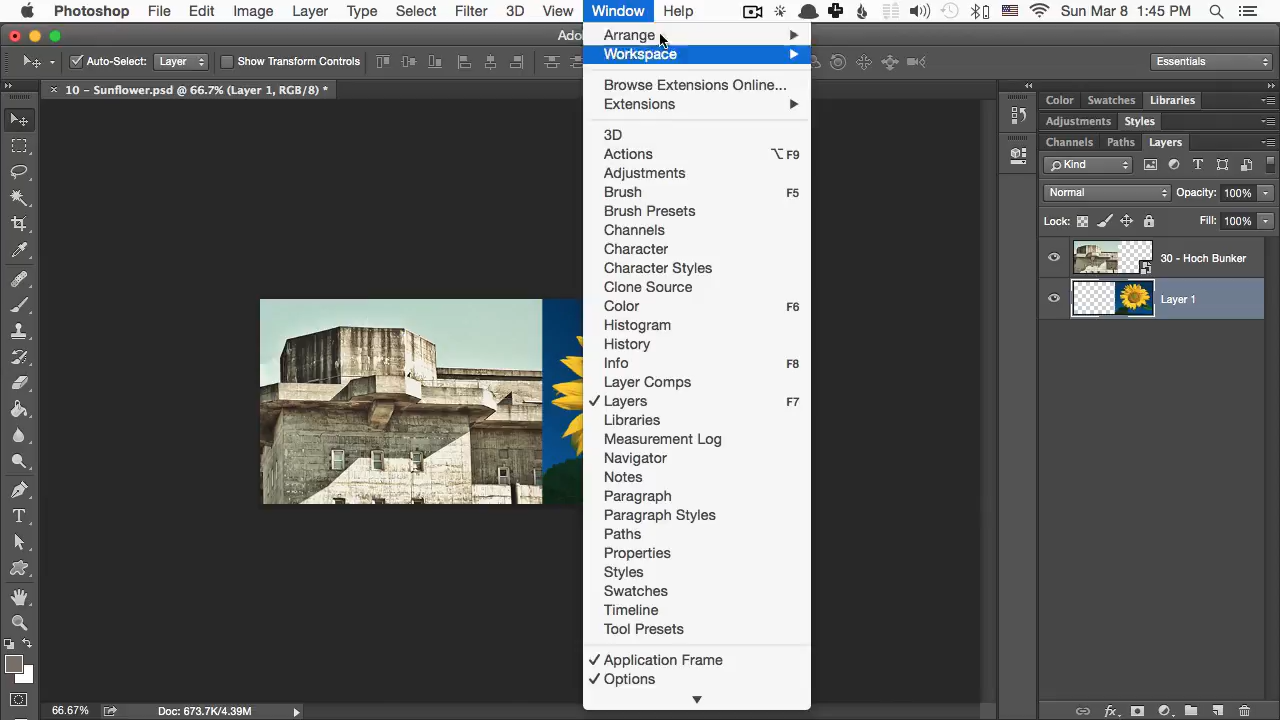 Photoshop File Edit Image Layer Type Select Filter 3D View Window Help Sun Mar 8 1:45 PM
Layer Show Transform Controls Essentials
10 – Sunflower.psd @ 66.7% (Layer 1, RGB/8) *
Arrange
Workspace
Browse Extensions Online...
Extensions
3D
Actions ⌥F9
Adjustments
Brush F5
Brush Presets
Channels
Character
Character Styles
Clone Source
Color F6
Histogram
History
Info F8
Layer Comps
✓ Layers F7
Libraries
Measurement Log
Navigator
Notes
Paragraph
Paragraph Styles
Paths
Properties
Styles
Swatches
Timeline
Tool Presets
✓ Application Frame
✓ Options
Color Swatches Libraries
Adjustments Styles
Channels Paths Layers
Kind
Normal Opacity: 100%
Lock: Fill: 100%
30 - Hoch Bunker
Layer 1
66.67% Doc: 673.7K/4.39M